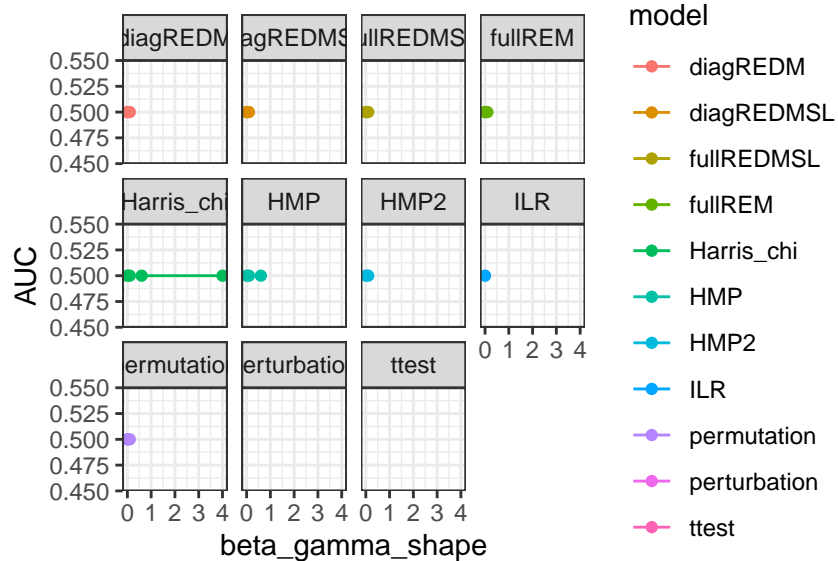 diagREDM agREDMS ullREDMS fullREM
0.550
0.525
0.500
0.475
0.450
Harris_chi HMP HMP2 ILR
0.550
0.525
0.500
0.475
0.450
0 1 2 3 4
ermutation erturbation ttest
0.550
0.525
0.500
0.475
0.450
0 1 2 3 4 0 1 2 3 4 0 1 2 3 4
AUC
beta_gamma_shape
model
diagREDM
diagREDMSL
fullREDMSL
fullREM
Harris_chi
HMP
HMP2
ILR
permutation
perturbation
ttest